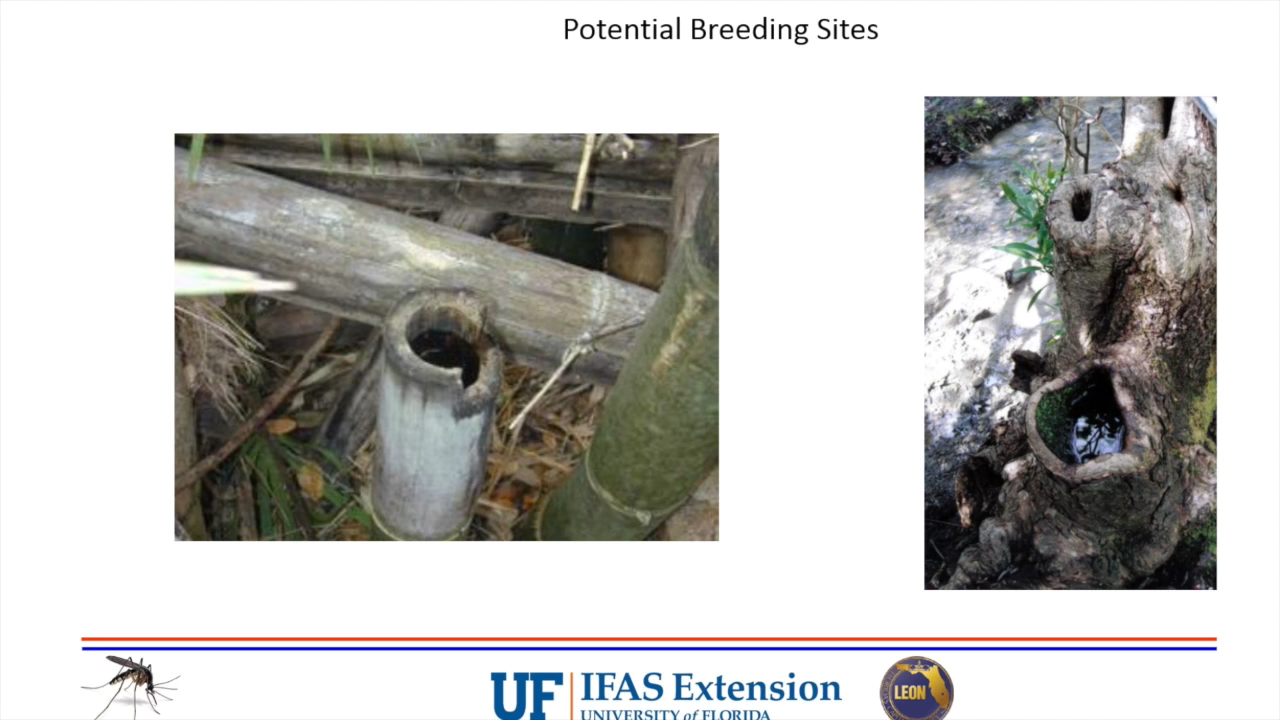 Potential Breeding Sites
UF
IFAS Extension
UNIVERSITY of FLORIDA
LEON